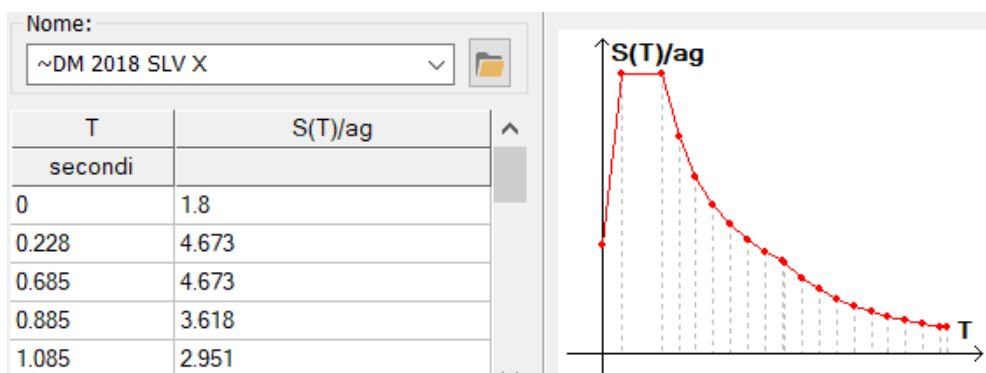 Nome:
~DM 2018 SLV X
T S(T)/ag
secondi
0 1.8
0.228 4.673
0.685 4.673
0.885 3.618
1.085 2.951
S(T)/ag
T